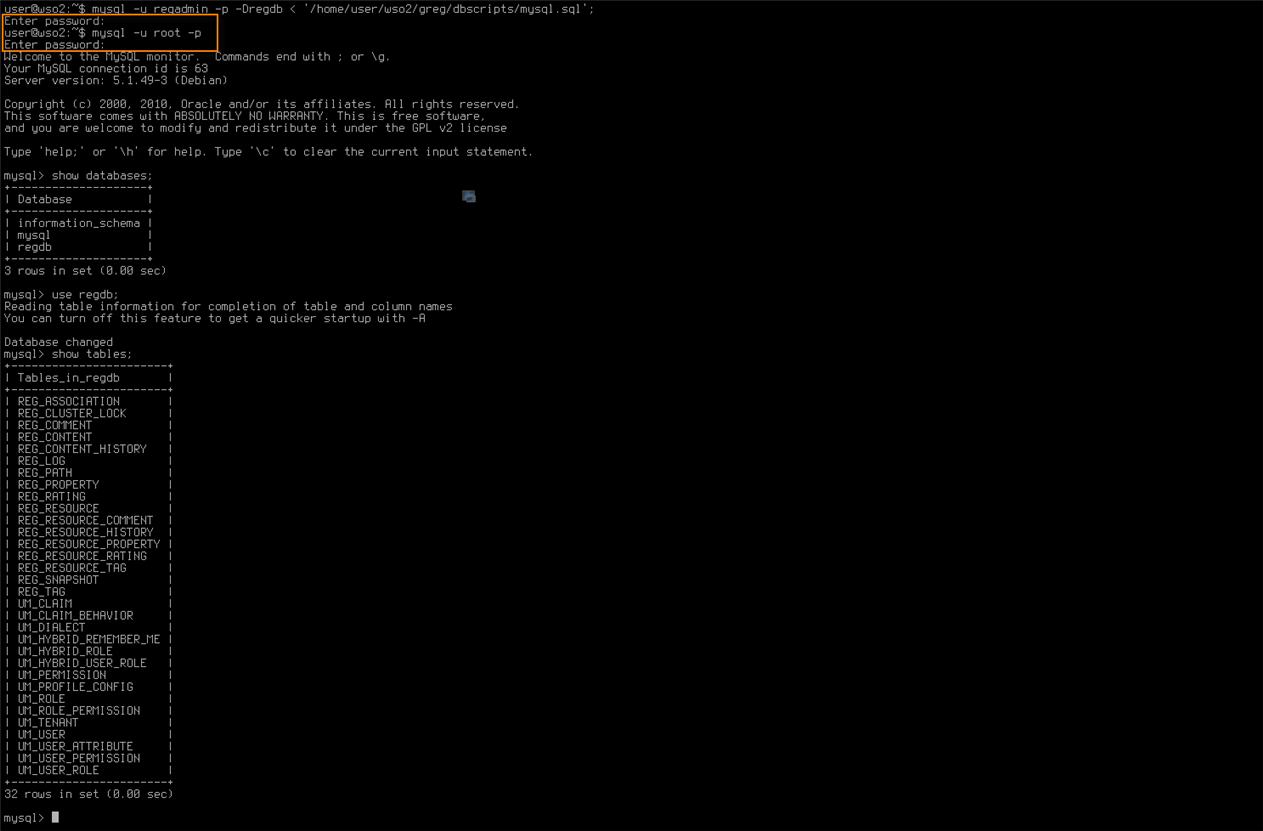 user@wso2:~$ mysql -u regadmin -p -Dregdb < '/home/user/wso2/greg/dbscripts/mysql.sql';
Enter password:
user@wso2:~$ mysql -u root -p
Enter password:
Welcome to the MySQL monitor.  Commands end with ; or \g.
Your MySQL connection id is 63
Server version: 5.1.49-3 (Debian)

Copyright (c) 2000, 2010, Oracle and/or its affiliates. All rights reserved.
This software comes with ABSOLUTELY NO WARRANTY. This is free software,
and you are welcome to modify and redistribute it under the GPL v2 license

Type 'help;' or '\h' for help. Type '\c' to clear the current input statement.

mysql> show databases;
+--------------------+
| Database           |
+--------------------+
| information_schema |
| mysql              |
| regdb              |
+--------------------+
3 rows in set (0.00 sec)

mysql> use regdb;
Reading table information for completion of table and column names
You can turn off this feature to get a quicker startup with -A

Database changed
mysql> show tables;
+-----------------------+
| Tables_in_regdb       |
+-----------------------+
| REG_ASSOCIATION       |
| REG_CLUSTER_LOCK      |
| REG_COMMENT           |
| REG_CONTENT           |
| REG_CONTENT_HISTORY   |
| REG_LOG               |
| REG_PATH              |
| REG_PROPERTY          |
| REG_RATING            |
| REG_RESOURCE          |
| REG_RESOURCE_COMMENT  |
| REG_RESOURCE_HISTORY  |
| REG_RESOURCE_PROPERTY |
| REG_RESOURCE_RATING   |
| REG_RESOURCE_TAG      |
| REG_SNAPSHOT          |
| REG_TAG               |
| UM_CLAIM              |
| UM_CLAIM_BEHAVIOR     |
| UM_DIALECT            |
| UM_HYBRID_REMEMBER_ME |
| UM_HYBRID_ROLE        |
| UM_HYBRID_USER_ROLE   |
| UM_PERMISSION         |
| UM_PROFILE_CONFIG     |
| UM_ROLE               |
| UM_ROLE_PERMISSION    |
| UM_TENANT             |
| UM_USER               |
| UM_USER_ATTRIBUTE     |
| UM_USER_PERMISSION    |
| UM_USER_ROLE          |
+-----------------------+
32 rows in set (0.00 sec)

mysql>